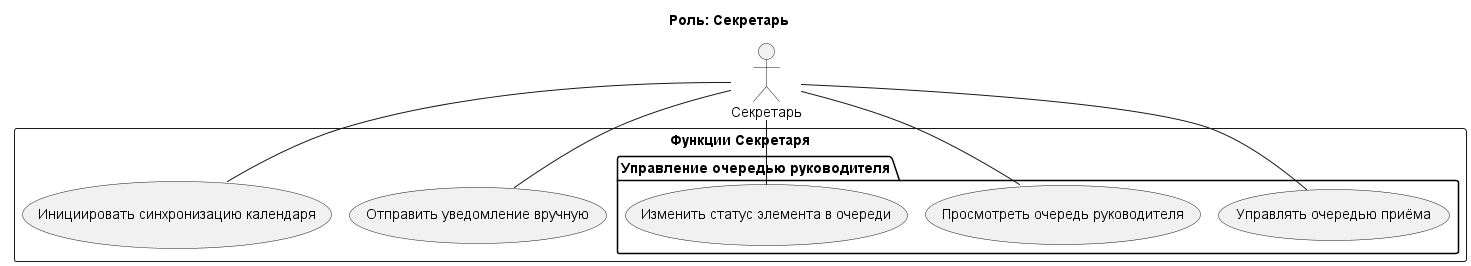 Роль: Секретарь
Секретарь
Функции Секретаря
Управление очередью руководителя
Инициировать синхронизацию календаря
Отправить уведомление вручную
Изменить статус элемента в очереди
Просмотреть очередь руководителя
Управлять очередью приёма